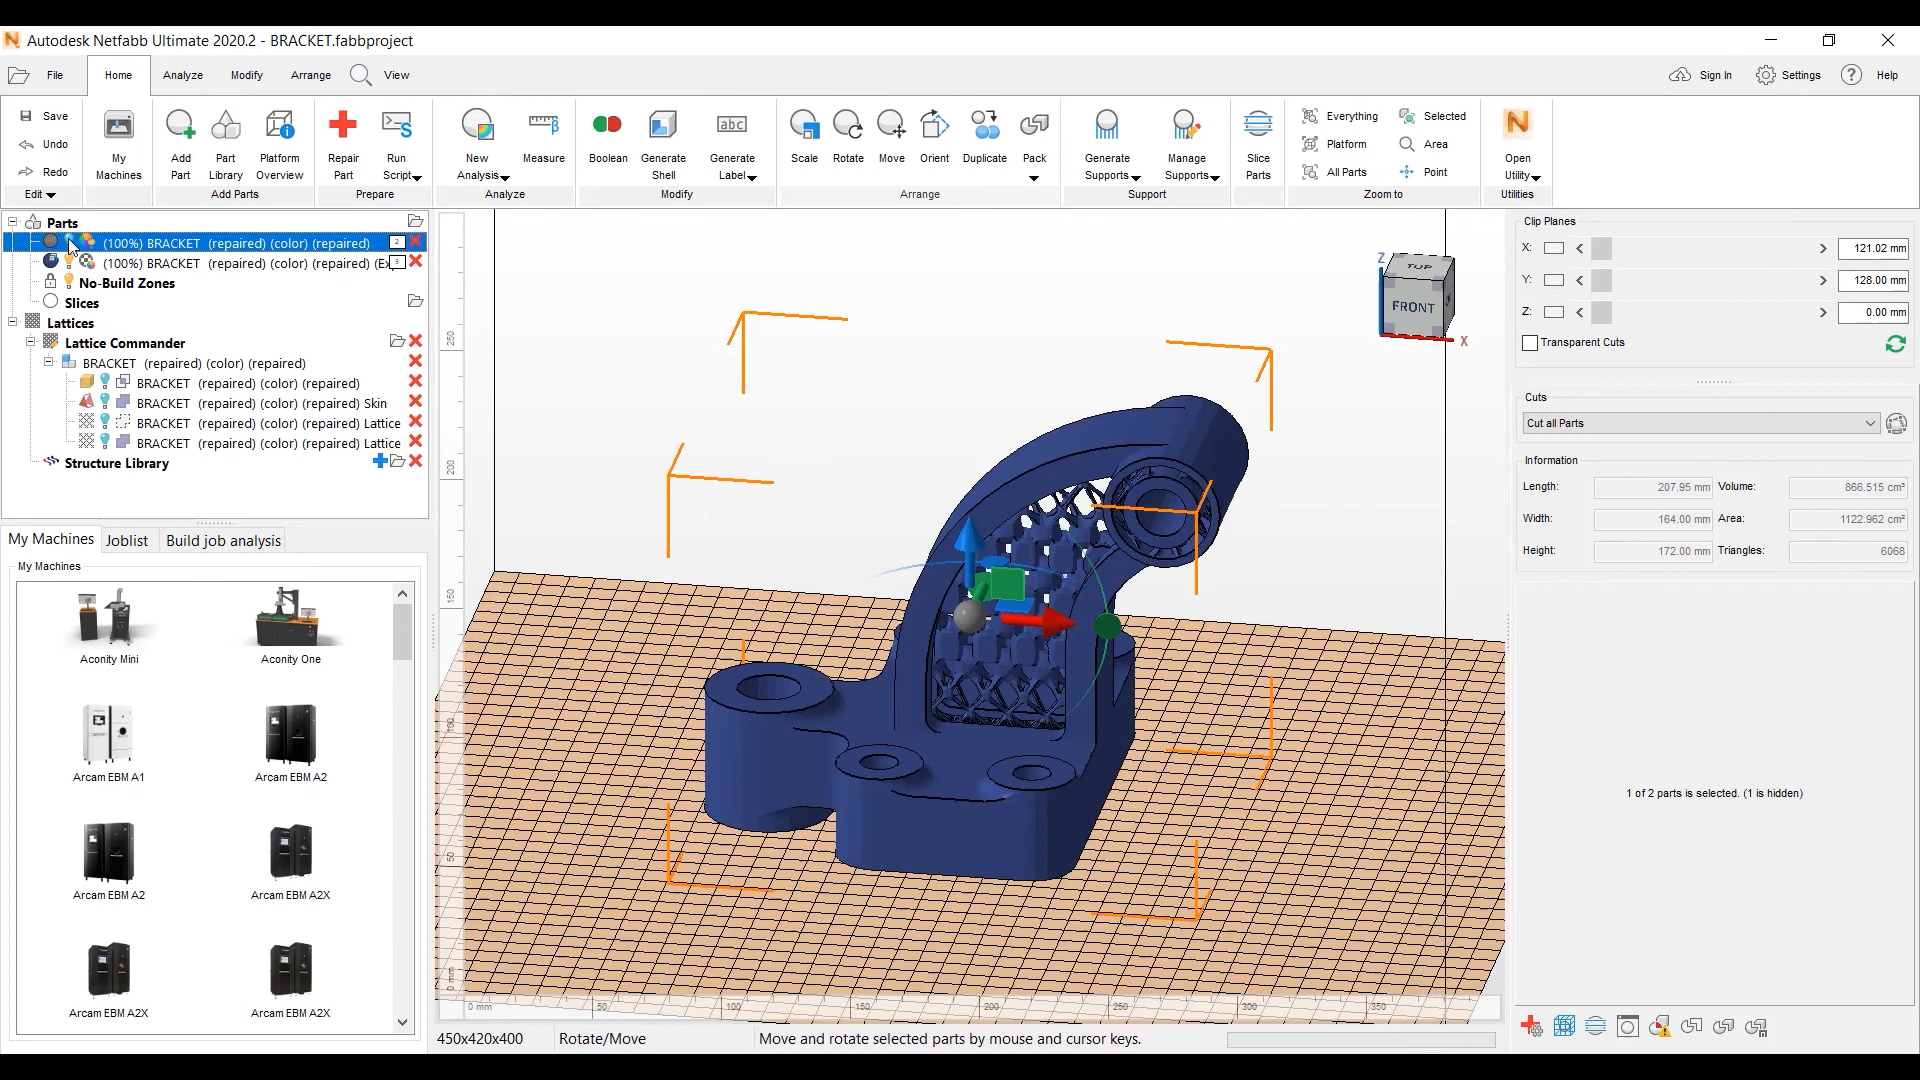 Autodesk Netfabb Ultimate 2020.2 - BRACKET.fabbproject
File Home Analyze Modify Arrange View Sign In Settings Help
Save
Undo
Redo
Edit
My Machines
Add Part
Part Library
Platform Overview
Add Parts
Repair Part
Run Script
Prepare
New Analysis
Measure
Analyze
Boolean
Generate Shell
Generate Label
abc
Modify
Scale
Rotate
Move
Orient
Duplicate
Pack
Arrange
Generate Supports
Manage Supports
Support
Slice Parts
Everything
Selected
Platform
Area
All Parts
Point
Zoom to
Open Utility
Utilities
Parts
(100%) BRACKET (repaired) (color) (repaired) 2
(100%) BRACKET (repaired) (color) (repaired) (Ex 3
No-Build Zones
Slices
Lattices
Lattice Commander
BRACKET (repaired) (color) (repaired)
BRACKET (repaired) (color) (repaired)
BRACKET (repaired) (color) (repaired) Skin
BRACKET (repaired) (color) (repaired) Lattice
BRACKET (repaired) (color) (repaired) Lattice
Structure Library
My Machines Joblist Build job analysis
My Machines
Aconity Mini Aconity One
Arcam EBM A1 Arcam EBM A2
Arcam EBM A2 Arcam EBM A2X
Arcam EBM A2X Arcam EBM A2X
250
200
150
100
50
0 mm
0 mm 50 100 150 200 250 300 350
Z
TOP
FRONT
X
450x420x400 Rotate/Move Move and rotate selected parts by mouse and cursor keys.
Clip Planes
X: 121.02 mm
Y: 128.00 mm
Z: 0.00 mm
Transparent Cuts
Cuts
Cut all Parts
Information
Length: 207.95 mm Volume: 866.515 cm³
Width: 164.00 mm Area: 1122.962 cm²
Height: 172.00 mm Triangles: 6068
1 of 2 parts is selected. (1 is hidden)